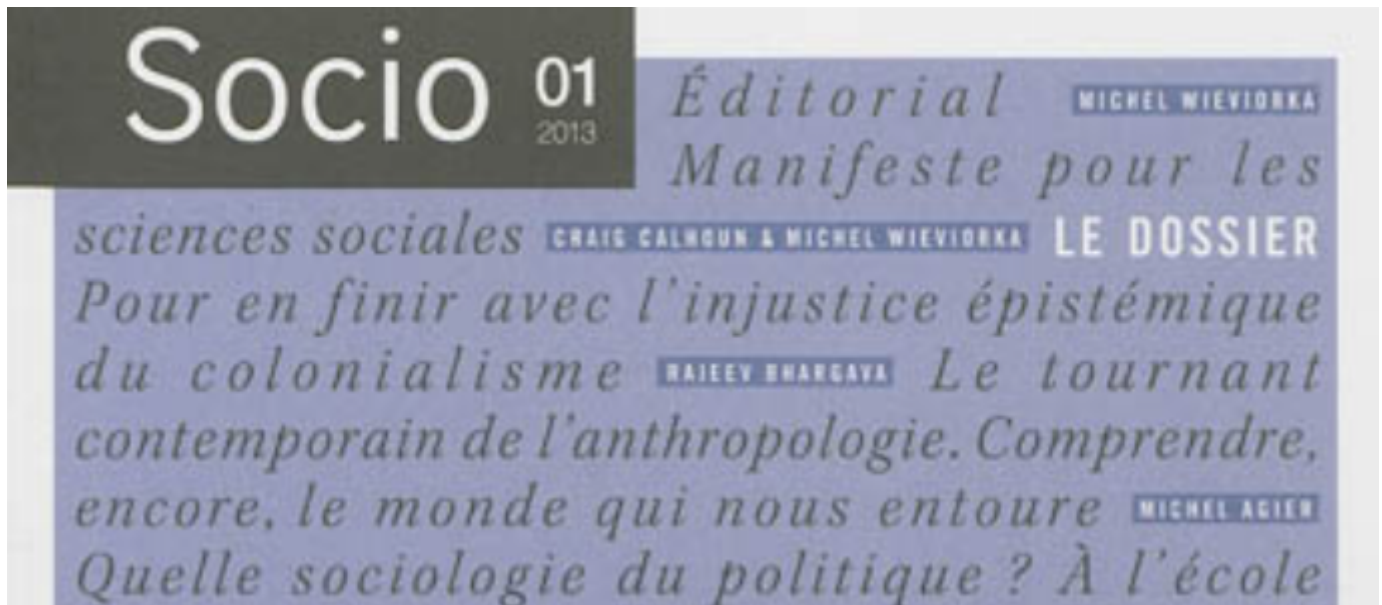 Socio 01
2013
Éditorial MICHEL WIEVIORKA
Manifeste pour les
sciences sociales CRAIG CALHOUN & MICHEL WIEVIORKA LE DOSSIER
Pour en finir avec l'injustice épistémique
du colonialisme RAJEEV BHARGAVA Le tournant
contemporain de l'anthropologie. Comprendre,
encore, le monde qui nous entoure MICHEL AGIER
Quelle sociologie du politique ? À l'école